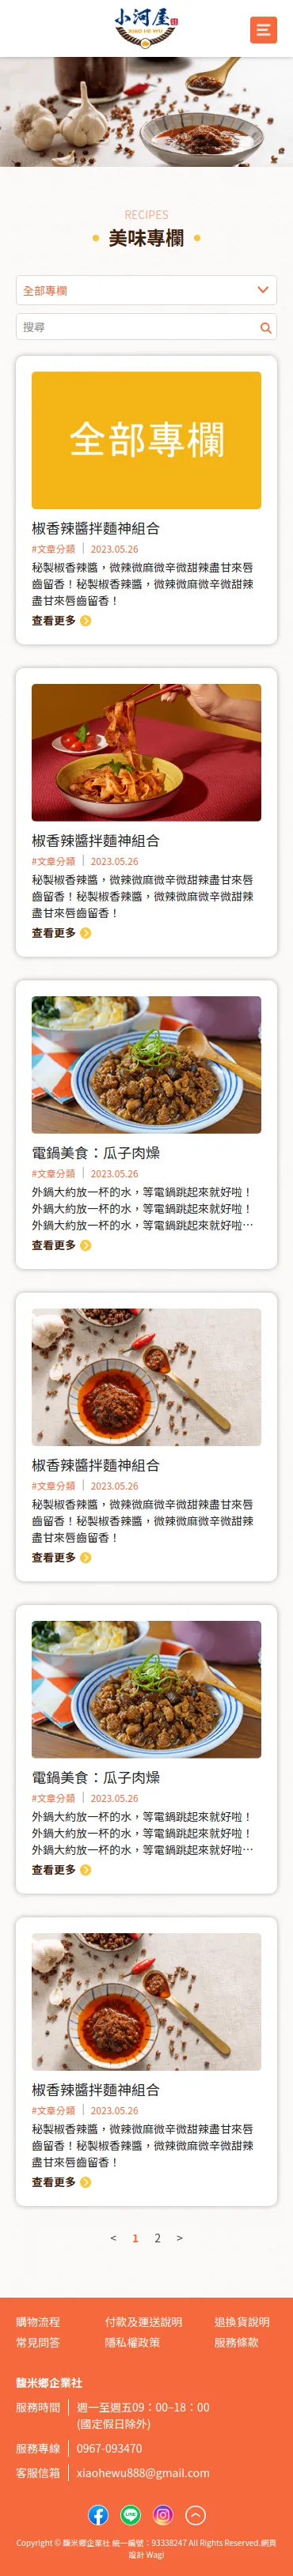 小河屋
XIAO HE WU
RECIPES
美味專欄
全部專欄
搜尋
全部專欄
椒香辣醬拌麵神組合
#文章分類 | 2023.05.26
秘製椒香辣醬，微辣微麻微辛微甜辣盡甘來唇
齒留香！秘製椒香辣醬，微辣微麻微辛微甜辣
盡甘來唇齒留香！
查看更多
椒香辣醬拌麵神組合
#文章分類 | 2023.05.26
秘製椒香辣醬，微辣微麻微辛微甜辣盡甘來唇
齒留香！秘製椒香辣醬，微辣微麻微辛微甜辣
盡甘來唇齒留香！
查看更多
電鍋美食：瓜子肉燥
#文章分類 | 2023.05.26
外鍋大約放一杯的水，等電鍋跳起來就好啦！
外鍋大約放一杯的水，等電鍋跳起來就好啦！
外鍋大約放一杯的水，等電鍋跳起來就好啦…
查看更多
椒香辣醬拌麵神組合
#文章分類 | 2023.05.26
秘製椒香辣醬，微辣微麻微辛微甜辣盡甘來唇
齒留香！秘製椒香辣醬，微辣微麻微辛微甜辣
盡甘來唇齒留香！
查看更多
電鍋美食：瓜子肉燥
#文章分類 | 2023.05.26
外鍋大約放一杯的水，等電鍋跳起來就好啦！
外鍋大約放一杯的水，等電鍋跳起來就好啦！
外鍋大約放一杯的水，等電鍋跳起來就好啦…
查看更多
椒香辣醬拌麵神組合
#文章分類 | 2023.05.26
秘製椒香辣醬，微辣微麻微辛微甜辣盡甘來唇
齒留香！秘製椒香辣醬，微辣微麻微辛微甜辣
盡甘來唇齒留香！
查看更多
< 1 2 >
購物流程 付款及運送說明 退換貨說明
常見問答 隱私權政策 服務條款
馥米鄉企業社
服務時間 週一至週五09：00–18：00
(國定假日除外)
服務專線 0967-093470
客服信箱 xiaohewu888@gmail.com
LINE
Copyright © 馥米鄉企業社 統一編號：93338247 All Rights Reserved.網頁
設計 Wagi